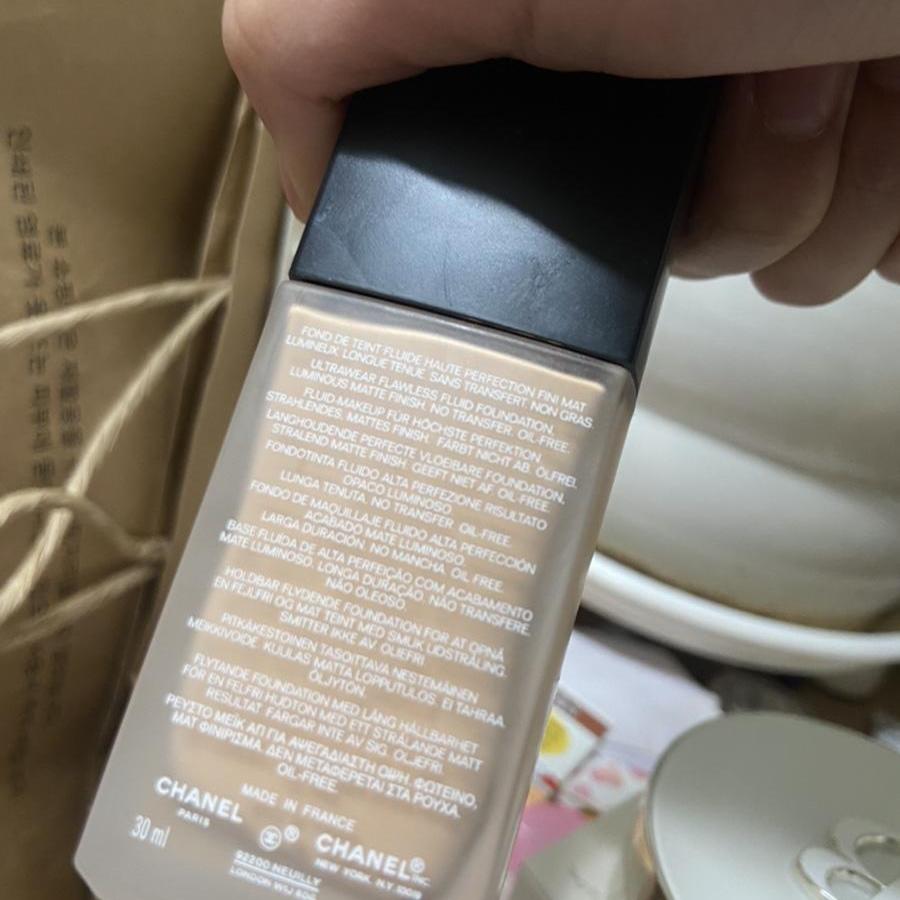 FOND DE TEINT FLUIDE HAUTE PERFECTION FINI MAT
LUMINEUX. LONGUE TENUE. SANS TRANSFERT. NON GRAS.
ULTRAWEAR FLAWLESS FLUID FOUNDATION.
LUMINOUS MATTE FINISH. NO TRANSFER. OIL-FREE.
FLUID MAKEUP FÜR HÖCHSTE PERFEKTION
STRAHLENDES, MATTES FINISH. FÄRBT NICHT AB. ÖLFREI.
LANGHOUDENDE PERFECTE VLOEIBARE FOUNDATION.
STRALEND MATTE FINISH. GEEFT NIET AF. OIL-FREE.
FONDOTINTA FLUIDO ALTA PERFEZIONE RISULTATO
OPACO LUMINOSO.
LUNGA TENUTA. NO TRANSFER. OIL-FREE.
FONDO DE MAQUILLAJE FLUIDO ALTA PERFECCIÓN
ACABADO MATE LUMINOSO.
LARGA DURACIÓN. NO MANCHA. OIL FREE.
BASE FLUÍDA DE ALTA PERFEIÇÃO COM ACABAMENTO
MATE LUMINOSO. LONGA DURAÇÃO. NÃO TRANSFERE.
NÃO OLEOSO.
HOLDBAR FLYDENDE FOUNDATION FOR AT OPNÅ
EN FEJLFRI OG MAT TEINT MED SMUK UDSTRÅLING.
SMITTER IKKE AV. OLIEFRI
PITKÄKESTOINEN TASOITTAVA NESTEMÄINEN
MEIKKIVOIDE. KUULAS MATTA LOPPUTULOS. EI TAHRAA.
ÖLJYTÖN.
FLYTANDE FOUNDATION MED LÅNG HÅLLBARHET
FÖR EN FELFRI HUDTON MED ETT STRÅLANDE MATT
RESULTAT. FÄRGAR INTE AV SIG. OLJEFRI.
ΡΕΥΣΤΟ ΜΕΪΚ ΑΠ ΓΙΑ ΑΨΕΓΑΔΙΑΣΤΗ ΟΨΗ. ΦΩΤΕΙΝΟ,
ΜΑΤ ΦΙΝΙΡΙΣΜΑ. ΔΕΝ ΜΕΤΑΦΕΡΕΤΑΙ ΣΤΑ ΡΟΥΧΑ.
OIL-FREE.
MADE IN FRANCE
CHANEL
PARIS
30 ml
CHANEL® INC.
NEW YORK, N.Y. 10019
92200 NEUILLY
LONDON W1J